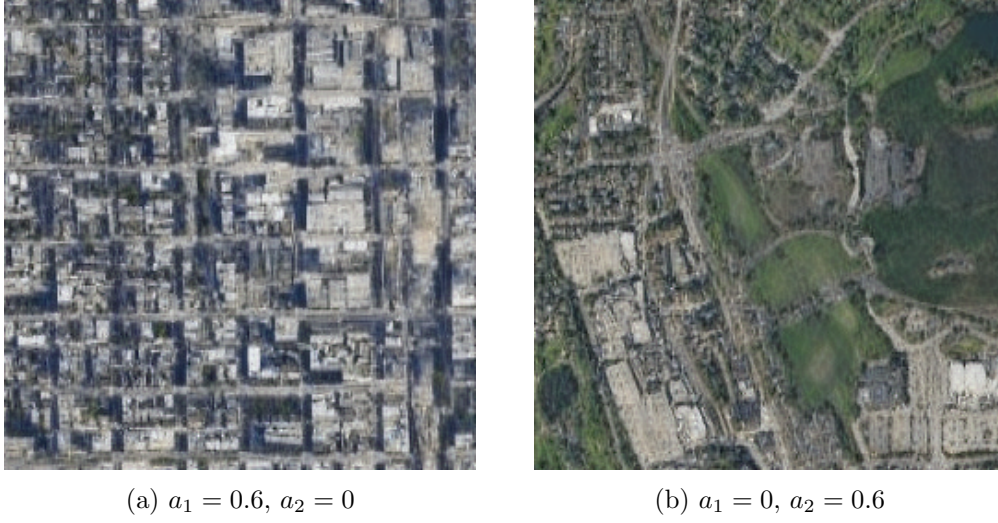 (a) a₁ = 0.6, a₂ = 0
(b) a₁ = 0, a₂ = 0.6